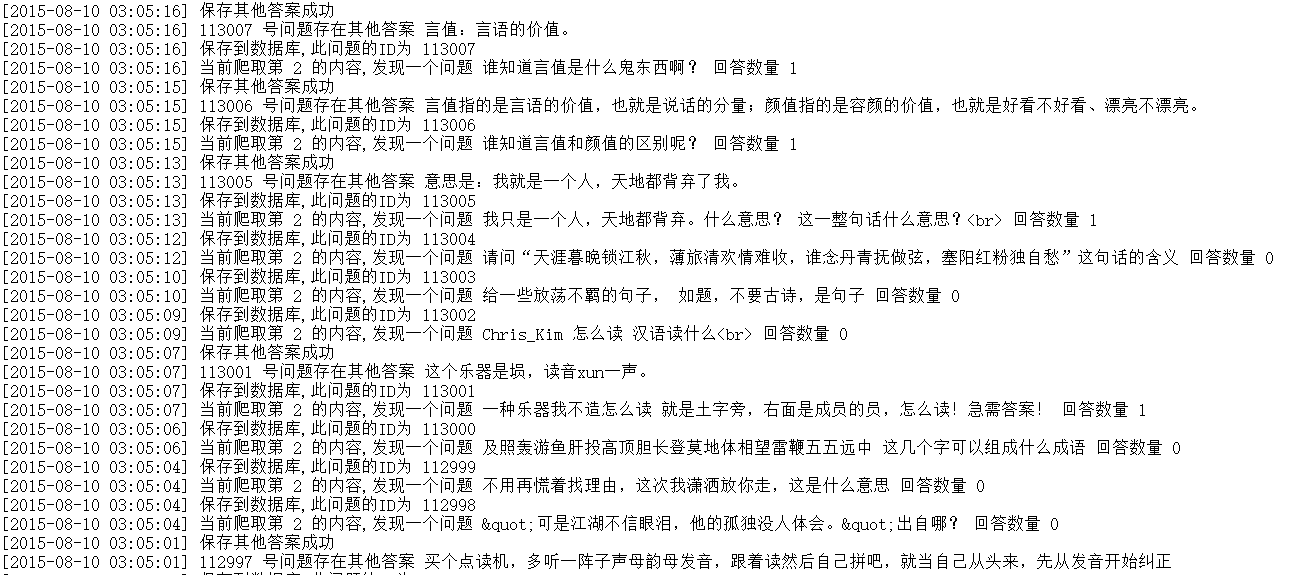 [2015-08-10 03:05:16] 保存其他答案成功
[2015-08-10 03:05:16] 113007 号问题存在其他答案 言值：言语的价值。
[2015-08-10 03:05:16] 保存到数据库,此问题的ID为 113007
[2015-08-10 03:05:16] 当前爬取第 2 的内容,发现一个问题 谁知道言值是什么鬼东西啊？ 回答数量 1
[2015-08-10 03:05:15] 保存其他答案成功
[2015-08-10 03:05:15] 113006 号问题存在其他答案 言值指的是言语的价值，也就是说话的分量；颜值指的是容颜的价值，也就是好看不好看、漂亮不漂亮。
[2015-08-10 03:05:15] 保存到数据库,此问题的ID为 113006
[2015-08-10 03:05:15] 当前爬取第 2 的内容,发现一个问题 谁知道言值和颜值的区别呢？ 回答数量 1
[2015-08-10 03:05:13] 保存其他答案成功
[2015-08-10 03:05:13] 113005 号问题存在其他答案 意思是：我就是一个人，天地都背弃了我。
[2015-08-10 03:05:13] 保存到数据库,此问题的ID为 113005
[2015-08-10 03:05:13] 当前爬取第 2 的内容,发现一个问题 我只是一个人，天地都背弃。什么意思？ 这一整句话什么意思？<br> 回答数量 1
[2015-08-10 03:05:12] 保存到数据库,此问题的ID为 113004
[2015-08-10 03:05:12] 当前爬取第 2 的内容,发现一个问题 请问“天涯暮晚锁江秋，薄旅清欢情难收，谁念丹青抚做弦，塞阳红粉独自愁”这句话的含义 回答数量 0
[2015-08-10 03:05:10] 保存到数据库,此问题的ID为 113003
[2015-08-10 03:05:10] 当前爬取第 2 的内容,发现一个问题 给一些放荡不羁的句子， 如题，不要古诗，是句子 回答数量 0
[2015-08-10 03:05:09] 保存到数据库,此问题的ID为 113002
[2015-08-10 03:05:09] 当前爬取第 2 的内容,发现一个问题 Chris_Kim 怎么读 汉语读什么<br> 回答数量 0
[2015-08-10 03:05:07] 保存其他答案成功
[2015-08-10 03:05:07] 113001 号问题存在其他答案 这个乐器是埙，读音xun一声。
[2015-08-10 03:05:07] 保存到数据库,此问题的ID为 113001
[2015-08-10 03:05:07] 当前爬取第 2 的内容,发现一个问题 一种乐器我不造怎么读 就是土字旁，右面是成员的员，怎么读！急需答案！ 回答数量 1
[2015-08-10 03:05:06] 保存到数据库,此问题的ID为 113000
[2015-08-10 03:05:06] 当前爬取第 2 的内容,发现一个问题 及照轰游鱼肝投高顶胆长登莫地体相望雷鞭五五远中 这几个字可以组成什么成语 回答数量 0
[2015-08-10 03:05:04] 保存到数据库,此问题的ID为 112999
[2015-08-10 03:05:04] 当前爬取第 2 的内容,发现一个问题 不用再慌着找理由，这次我潇洒放你走，这是什么意思 回答数量 0
[2015-08-10 03:05:04] 保存到数据库,此问题的ID为 112998
[2015-08-10 03:05:04] 当前爬取第 2 的内容,发现一个问题 &quot;可是江湖不信眼泪，他的孤独没人体会。&quot;出自哪？ 回答数量 0
[2015-08-10 03:05:01] 保存其他答案成功
[2015-08-10 03:05:01] 112997 号问题存在其他答案 买个点读机，多听一阵子声母韵母发音，跟着读然后自己拼吧，就当自己从头来，先从发音开始纠正